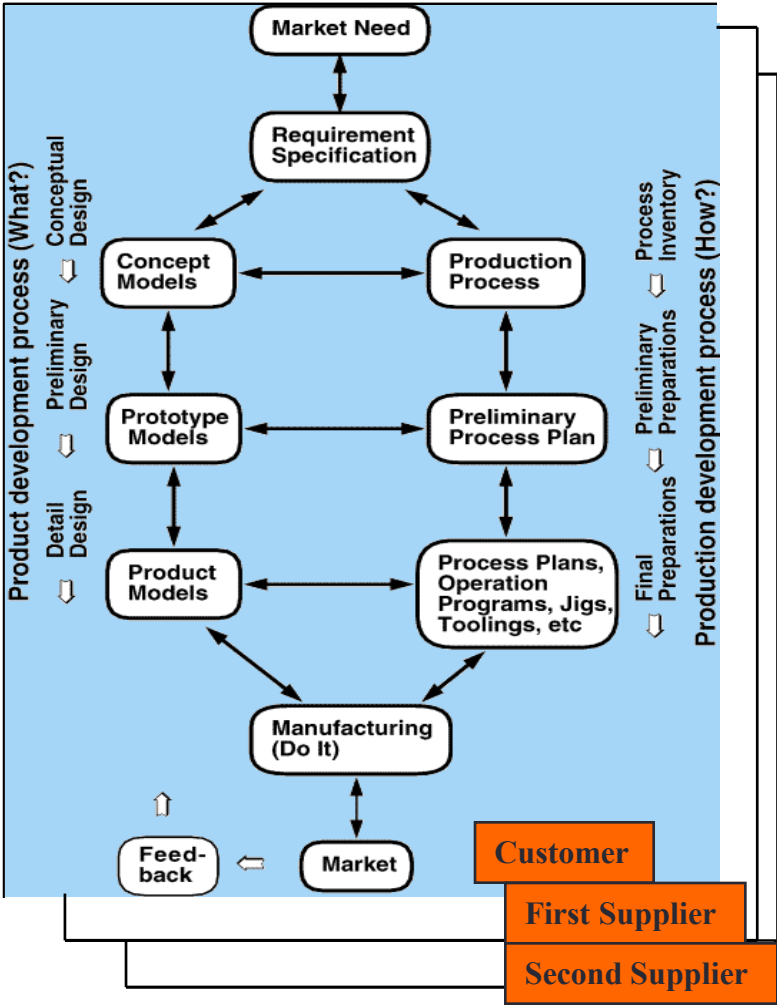 Market Need
Requirement
Specification
Product development process (What?)
Conceptual
Design
Preliminary
Design
Detail
Design
Concept
Models
Production
Process
Prototype
Models
Preliminary
Process Plan
Product
Models
Process Plans,
Operation
Programs, Jigs,
Toolings, etc
Process
Inventory
Preliminary
Preparations
Final
Preparations
Production development process (How?)
Manufacturing
(Do It)
Feed-
back
Market
Customer
First Supplier
Second Supplier